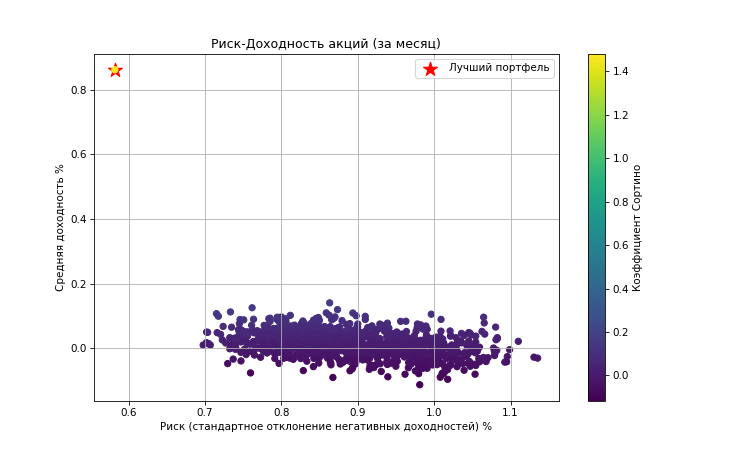 Риск-Доходность акций (за месяц)
Лучший портфель
Средняя доходность %
0.8
0.6
0.4
0.2
0.0
0.6 0.7 0.8 0.9 1.0 1.1
Риск (стандартное отклонение негативных доходностей) %
1.4
1.2
1.0
0.8
0.6
0.4
0.2
0.0
Коэффициент Сортино